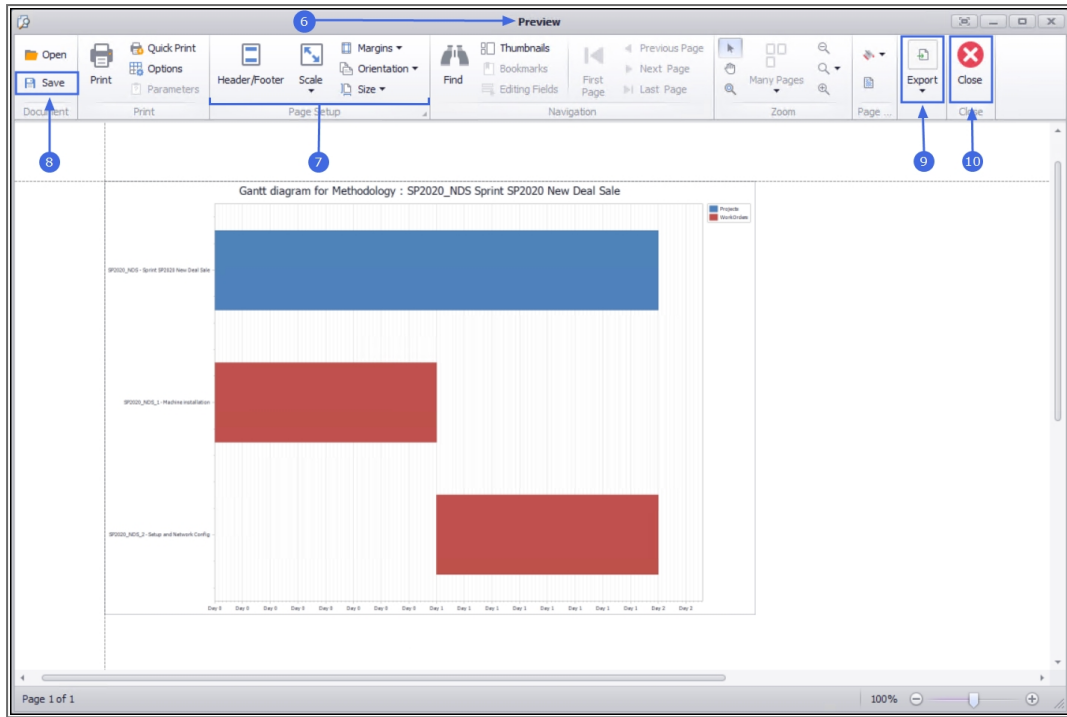 6 Preview
Open Quick Print Margins Thumbnails Previous Page
Options Orientation Bookmarks Next Page
Save Print Parameters Header/Footer Scale Size Find Editing Fields First Page Last Page Many Pages Export Close
Document Print Page Setup Navigation Zoom Page ... Close
8 7 9 10
Gantt diagram for Methodology : SP2020_NDS Sprint SP2020 New Deal Sale
Projects
WorkOrders
SP2020_NDS - Sprint SP2020 New Deal Sale
SP2020_NDS_1 - Machine installation
SP2020_NDS_2 - Setup and Network Config
Day 0 Day 0 Day 0 Day 0 Day 0 Day 0 Day 0 Day 0 Day 1 Day 1 Day 1 Day 1 Day 1 Day 1 Day 1 Day 1 Day 2 Day 2
Page 1 of 1 100%